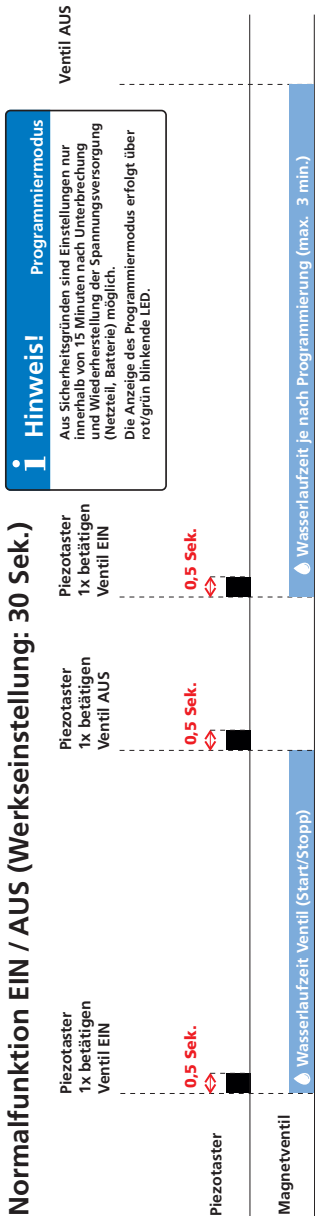 Normalfunktion EIN / AUS (Werkseinstellung: 30 Sek.)
Piezotaster
1x betätigen
Ventil EIN
Piezotaster
1x betätigen
Ventil AUS
Piezotaster
1x betätigen
Ventil EIN
i Hinweis! Programmiermodus
Aus Sicherheitsgründen sind Einstellungen nur
innerhalb von 15 Minuten nach Unterbrechung
und Wiederherstellung der Spannungsversorgung
(Netzteil, Batterie) möglich.
Die Anzeige des Programmiermodus erfolgt über
rot/grün blinkende LED.
Ventil AUS
0,5 Sek.
0,5 Sek.
0,5 Sek.
Piezotaster
Magnetventil
Wasserlaufzeit Ventil (Start/Stopp)
Wasserlaufzeit je nach Programmierung (max. 3 min.)